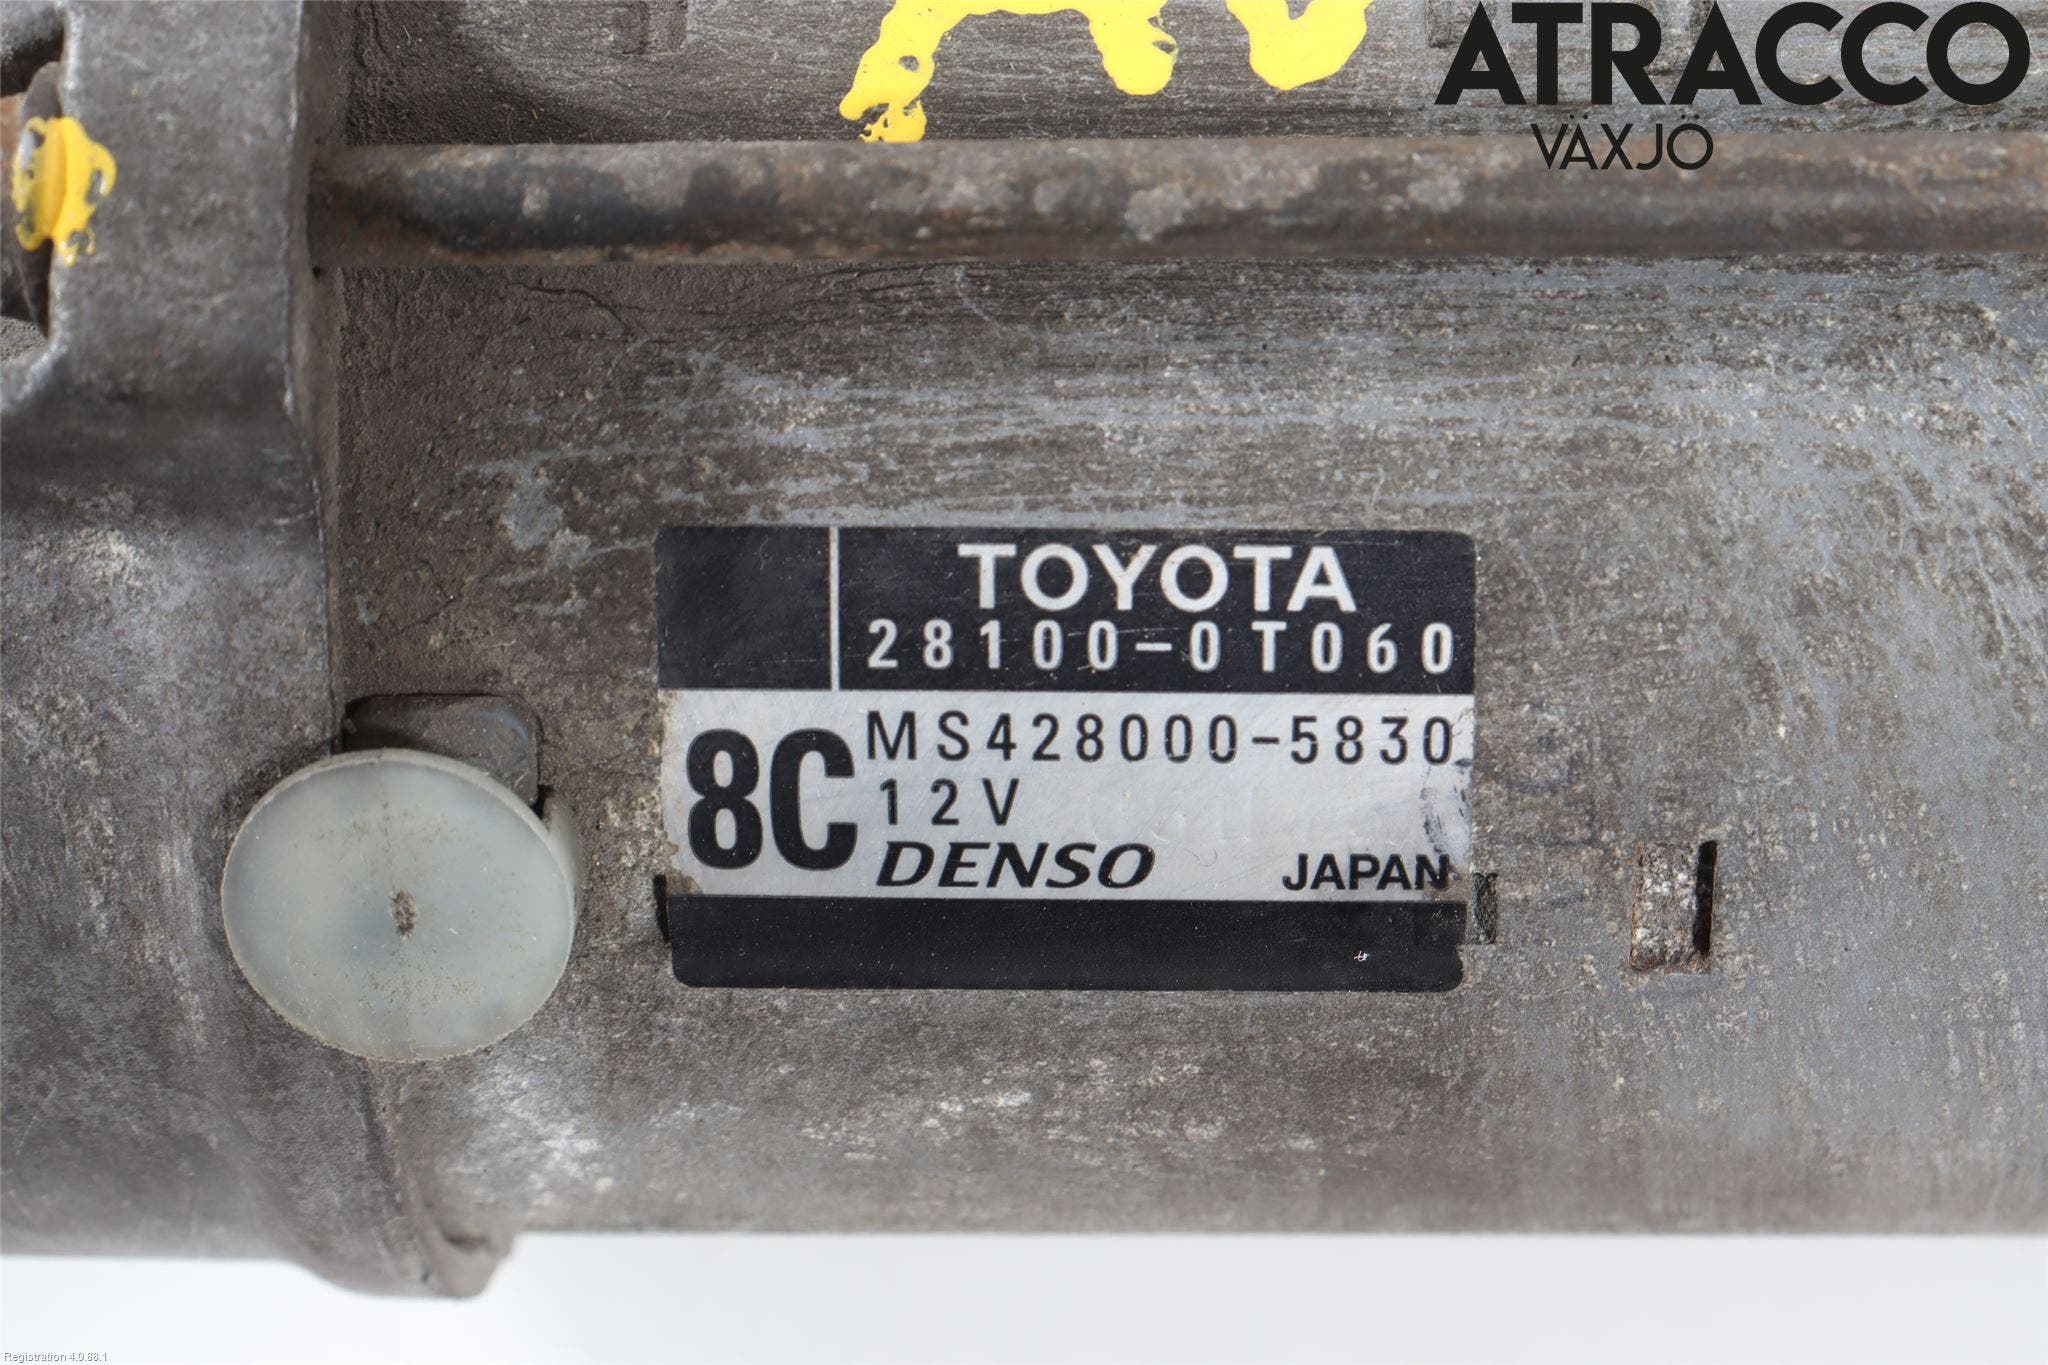 ATRACCO
VÄXJÖ
TOYOTA
28100-0T060
8C
MS428000-5830
12V
DENSO
JAPAN
Registration 4.0.88.1